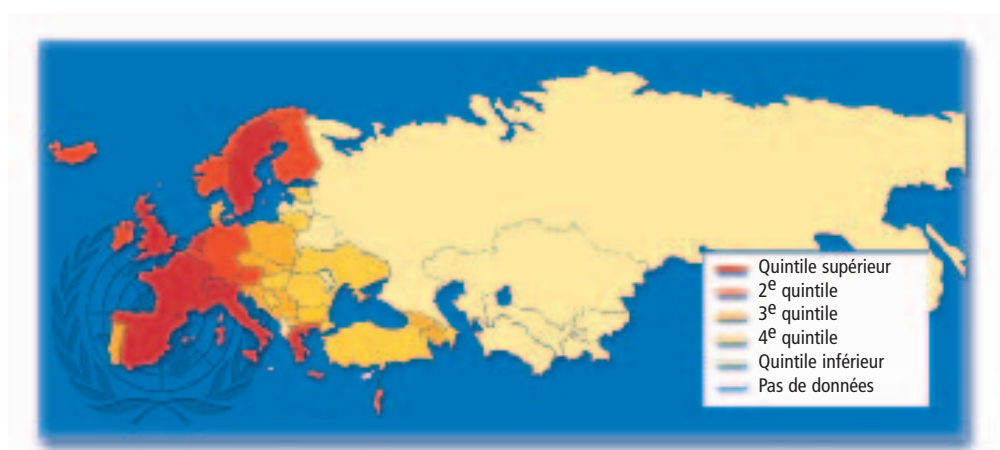 Quintile supérieur
2e quintile
3e quintile
4e quintile
Quintile inférieur
Pas de données